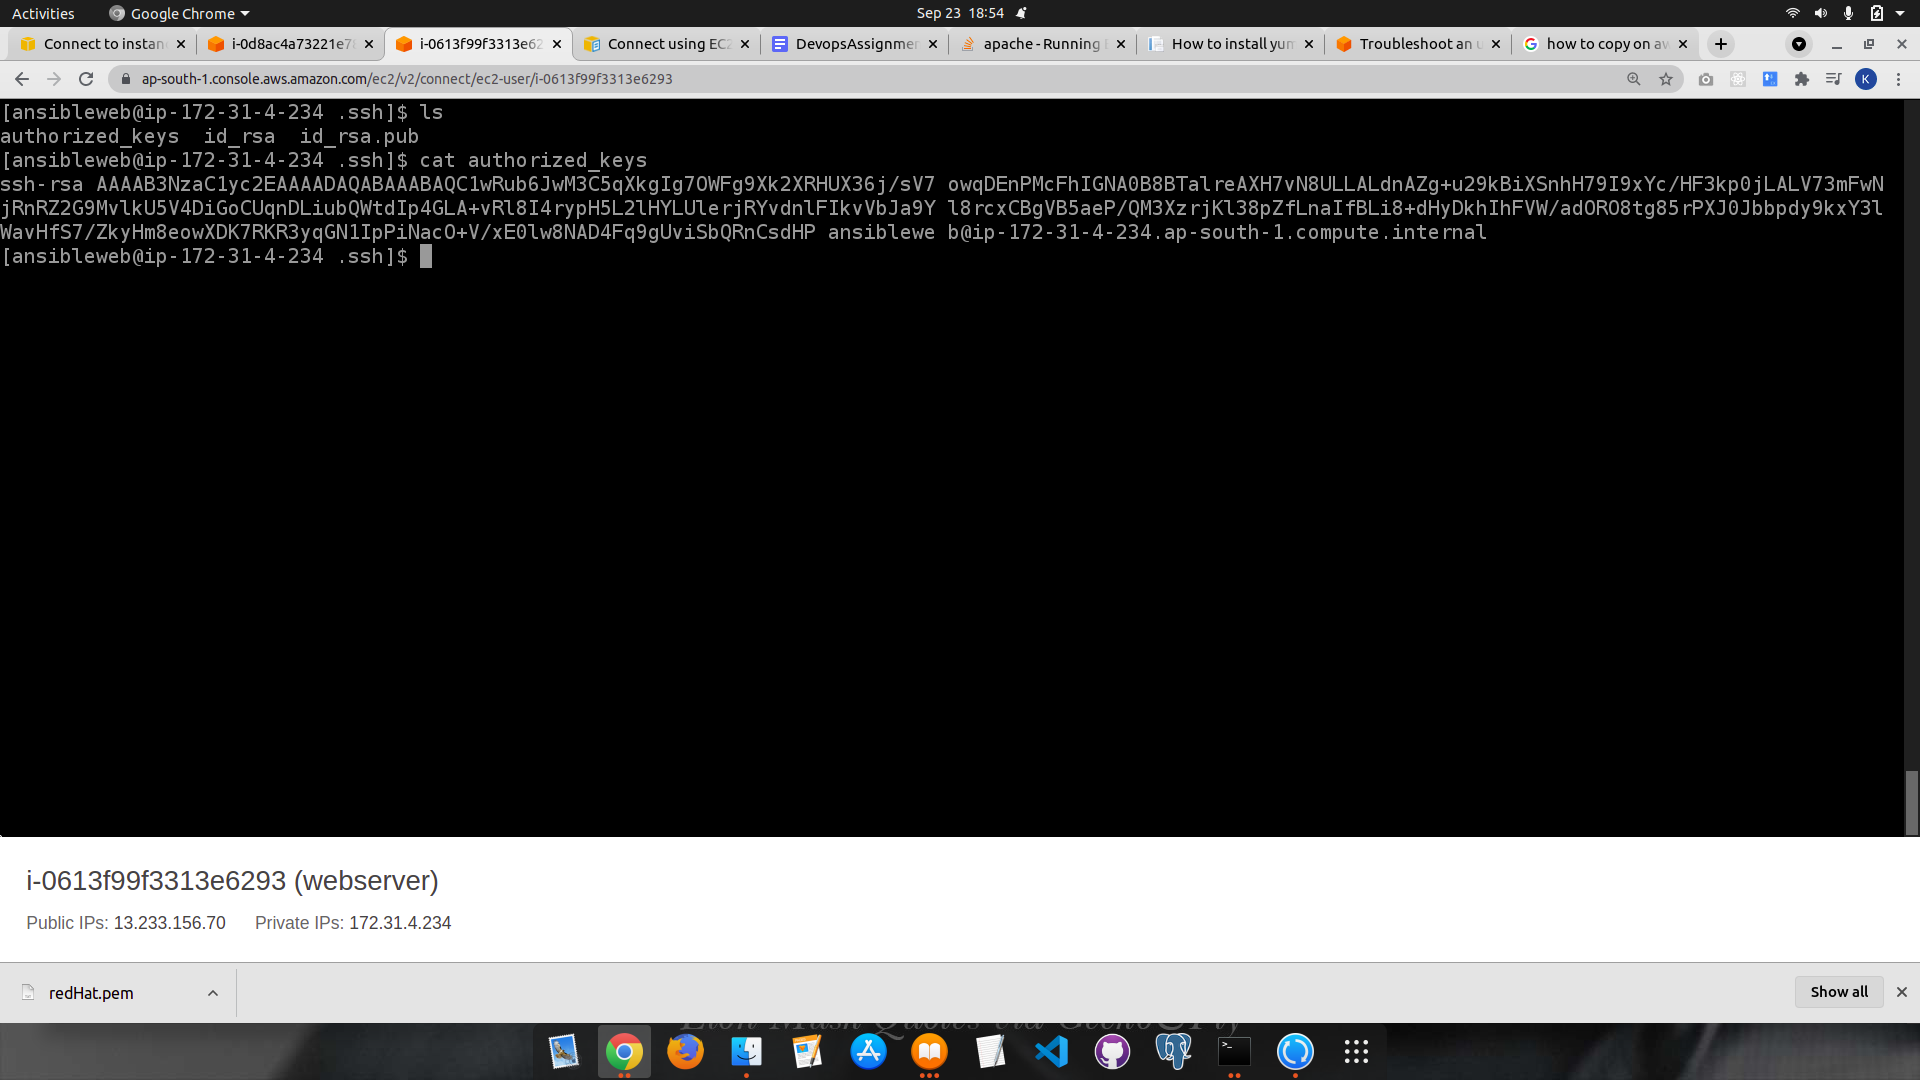 Activities Google Chrome Sep 23 18:54
Connect to instan i-0d8ac4a73221e78 i-0613f99f3313e62 Connect using EC2 DevopsAssignmen apache - Running How to install yum Troubleshoot an u how to copy on aw
ap-south-1.console.aws.amazon.com/ec2/v2/connect/ec2-user/i-0613f99f3313e6293 K
[ansibleweb@ip-172-31-4-234 .ssh]$ ls
authorized_keys id_rsa id_rsa.pub
[ansibleweb@ip-172-31-4-234 .ssh]$ cat authorized_keys
ssh-rsa AAAAB3NzaC1yc2EAAAADAQABAAABAQC1wRub6JwM3C5qXkgIg7OWFg9Xk2XRHUX36j/sV7 owqDEnPMcFhIGNA0B8BTalreAXH7vN8ULLALdnAZg+u29kBiXSnhH79I9xYc/HF3kp0jLALV73mFwN
jRnRZ2G9MvlkU5V4DiGoCUqnDLiubQWtdIp4GLA+vRl8I4rypH5L2lHYLUlerjRYvdnlFIkvVbJa9Y l8rcxCBgVB5aeP/QM3XzrjKl38pZfLnaIfBLi8+dHyDkhIhFVW/adORO8tg85rPXJ0Jbbpdy9kxY3l
WavHfS7/ZkyHm8eowXDK7RKR3yqGN1IpPiNacO+V/xE0lw8NAD4Fq9gUviSbQRnCsdHP ansiblewe b@ip-172-31-4-234.ap-south-1.compute.internal
[ansibleweb@ip-172-31-4-234 .ssh]$
i-0613f99f3313e6293 (webserver)
Public IPs: 13.233.156.70 Private IPs: 172.31.4.234
redHat.pem Show all